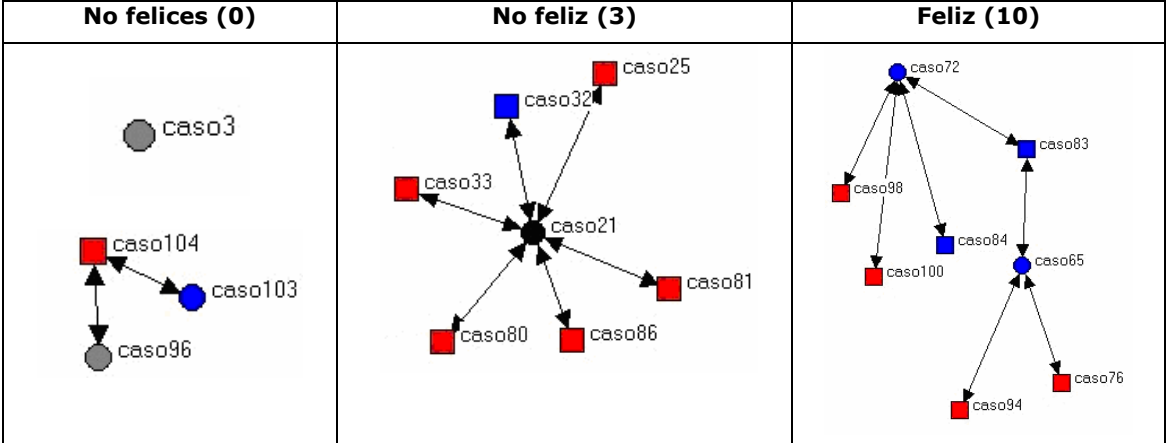 No felices (0)
No feliz (3)
Feliz (10)
caso3
caso104
caso103
caso96
caso25
caso32
caso33
caso21
caso81
caso80
caso86
caso72
caso83
caso98
caso84
caso100
caso65
caso76
caso94